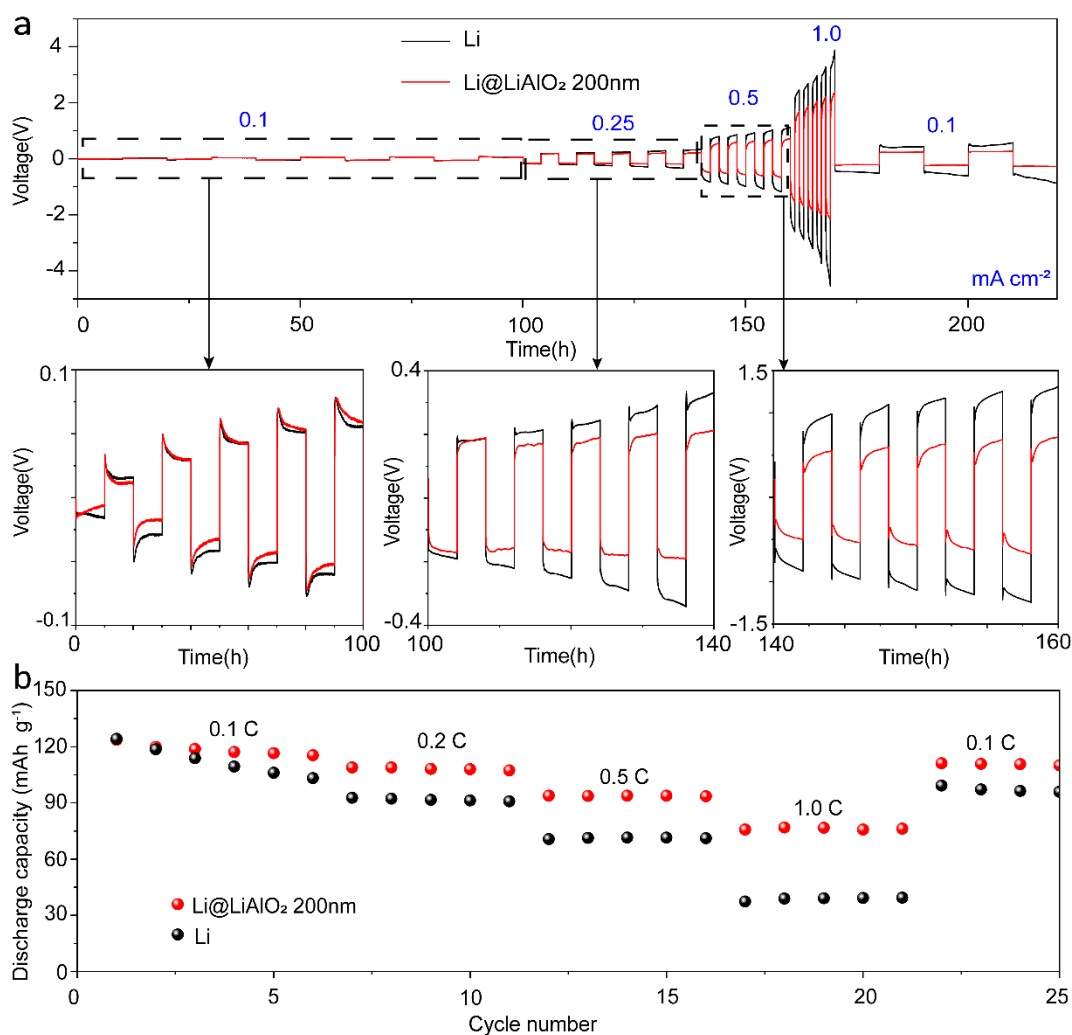 a
Voltage(V)
4
2
0
-2
-4
Li
Li@LiAlO₂ 200nm
0.1
0.25
0.5
1.0
0.1
mA cm⁻²
0
50
100
150
200
Time(h)
0.1
-0.1
Voltage(V)
0
100
Time(h)
0.4
-0.4
Voltage(V)
100
140
Time(h)
1.5
-1.5
Voltage(V)
140
160
Time(h)
b
Discharge capacity (mAh g⁻¹)
150
120
90
60
30
0
0.1 C
0.2 C
0.5 C
1.0 C
0.1 C
Li@LiAlO₂ 200nm
Li
0
5
10
15
20
25
Cycle number